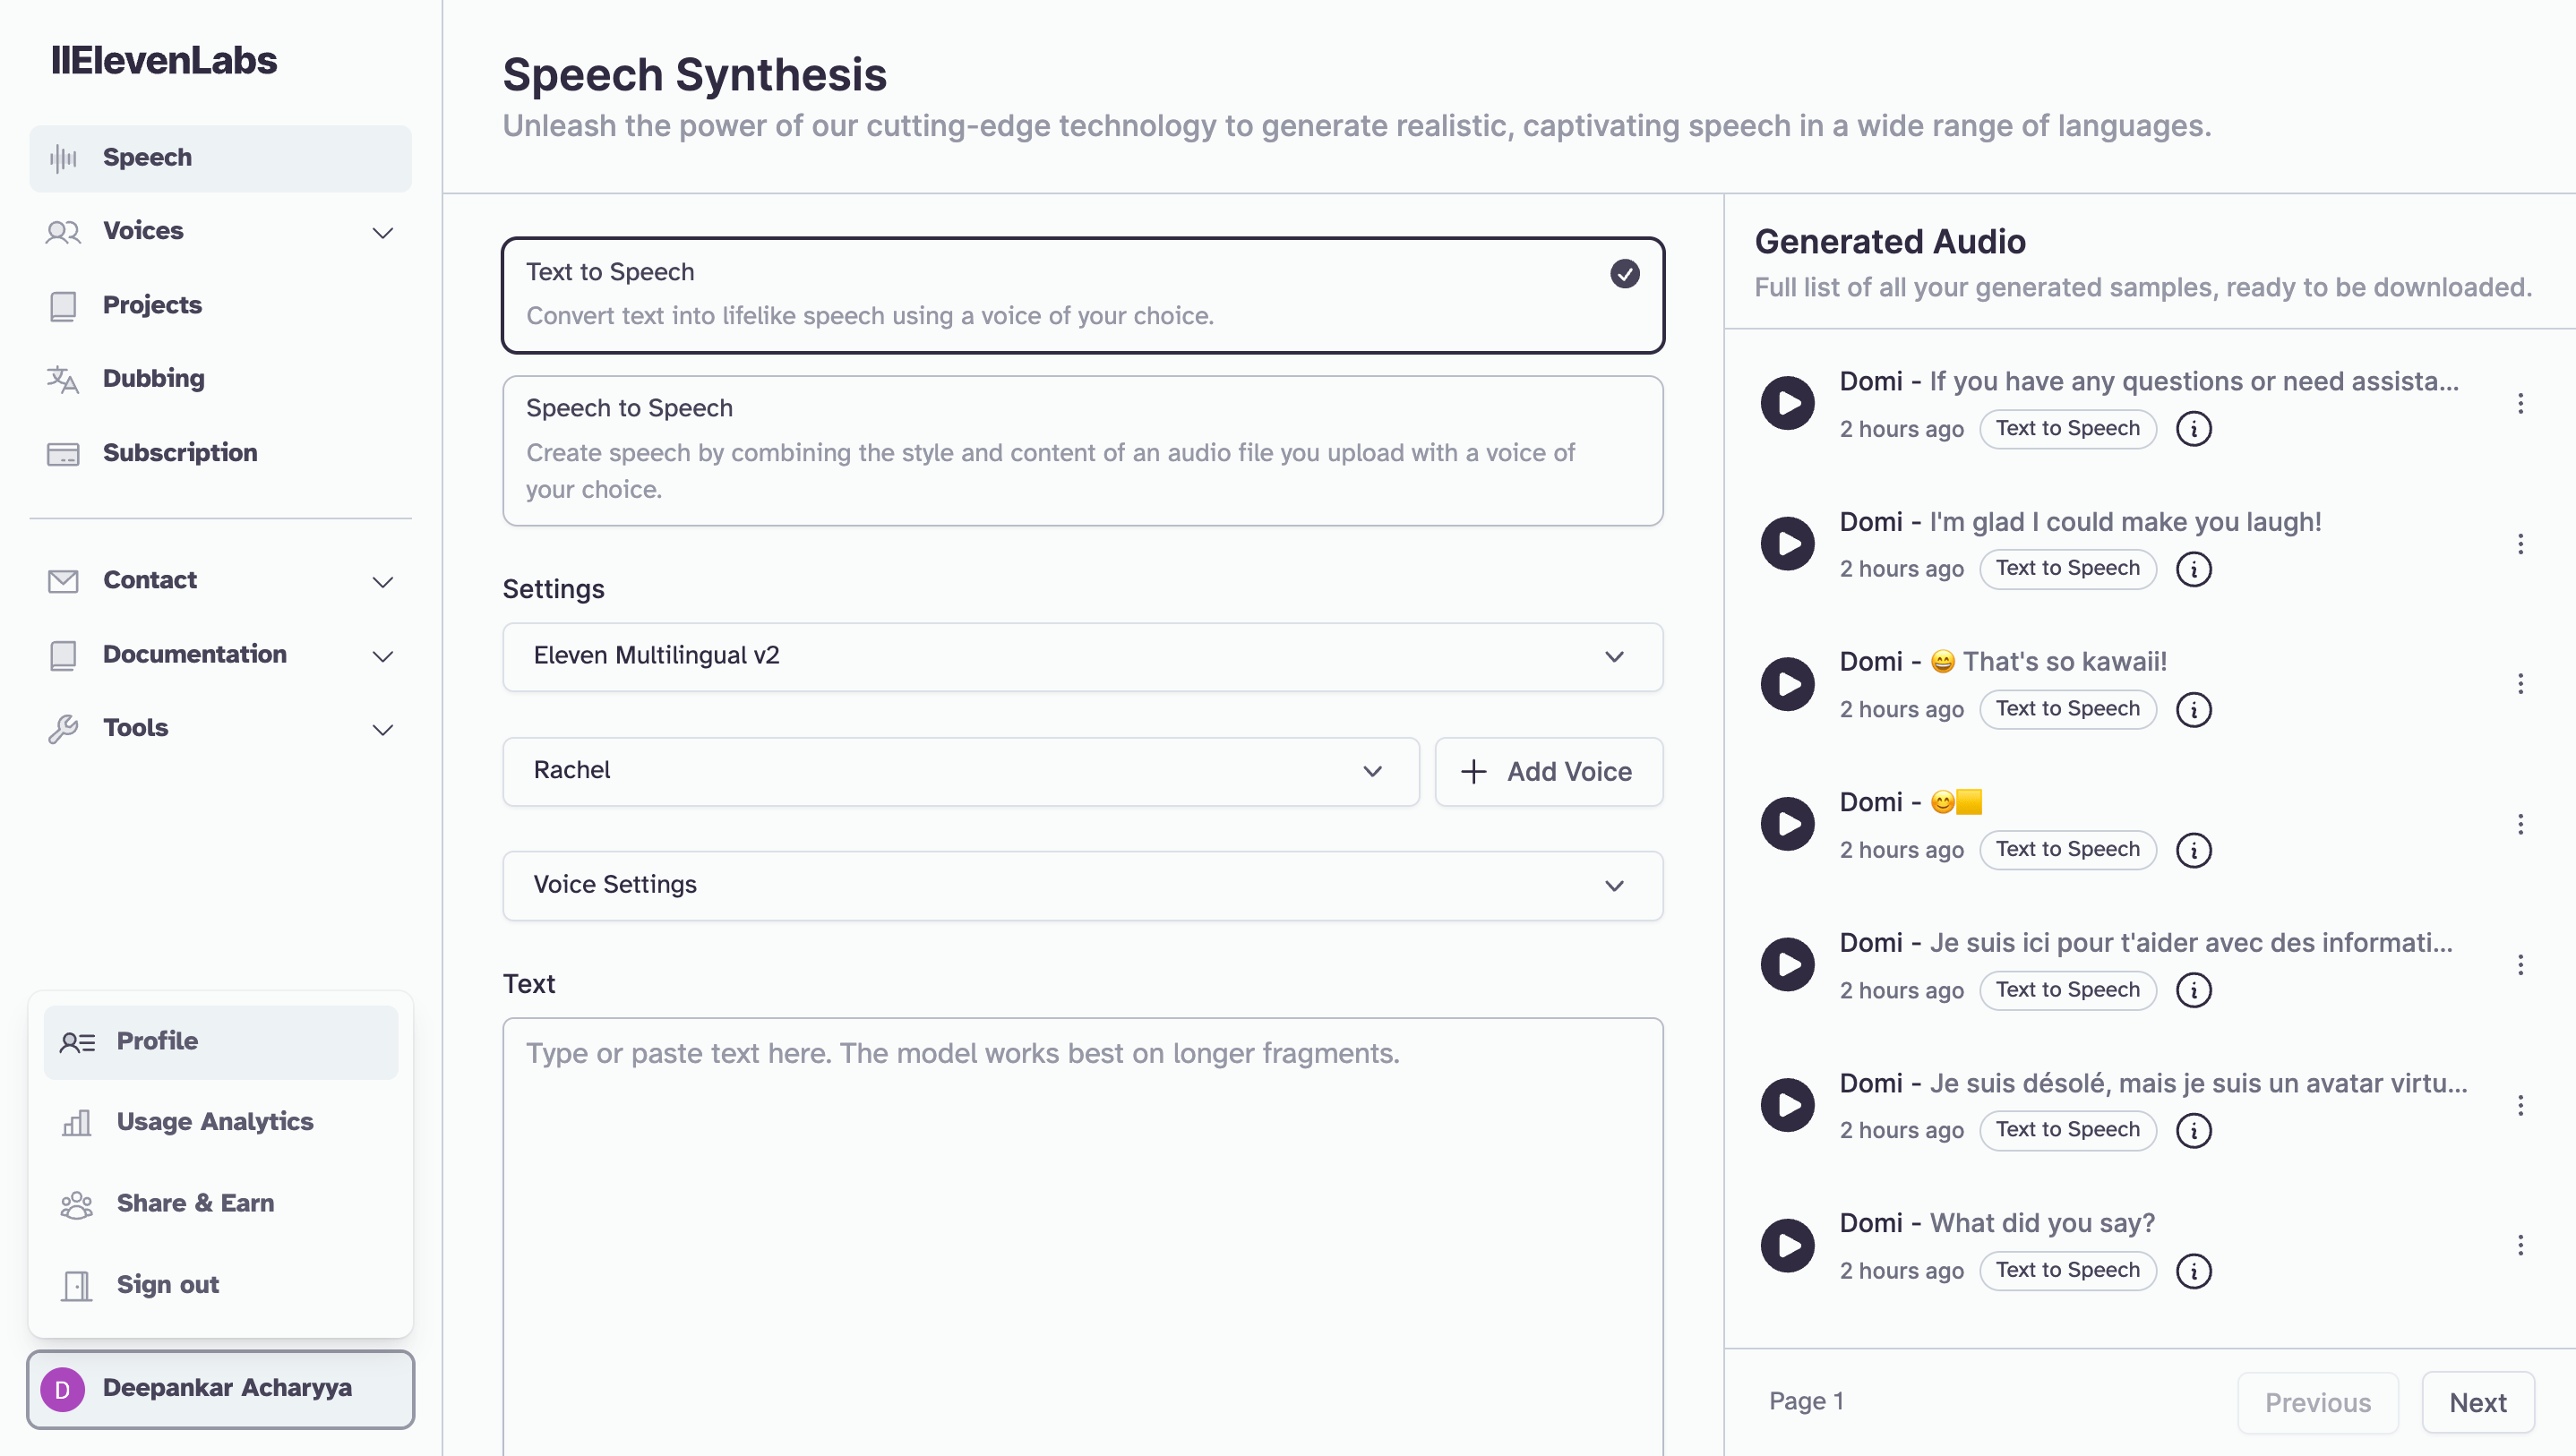 IIElevenLabs
Speech
Voices
Projects
Dubbing
Subscription
Contact
Documentation
Tools
Profile
Usage Analytics
Share & Earn
Sign out
D
Deepankar Acharyya
Speech Synthesis
Unleash the power of our cutting-edge technology to generate realistic, captivating speech in a wide range of languages.
Text to Speech
Convert text into lifelike speech using a voice of your choice.
Speech to Speech
Create speech by combining the style and content of an audio file you upload with a voice of
your choice.
Settings
Eleven Multilingual v2
Rachel
Add Voice
Voice Settings
Text
Type or paste text here. The model works best on longer fragments.
Generated Audio
Full list of all your generated samples, ready to be downloaded.
Domi - If you have any questions or need assista...
2 hours ago Text to Speech
Domi - I'm glad I could make you laugh!
2 hours ago Text to Speech
Domi - 😄 That's so kawaii!
2 hours ago Text to Speech
Domi - 😊🟨
2 hours ago Text to Speech
Domi - Je suis ici pour t'aider avec des informati...
2 hours ago Text to Speech
Domi - Je suis désolé, mais je suis un avatar virtu...
2 hours ago Text to Speech
Domi - What did you say?
2 hours ago Text to Speech
Page 1
Previous
Next